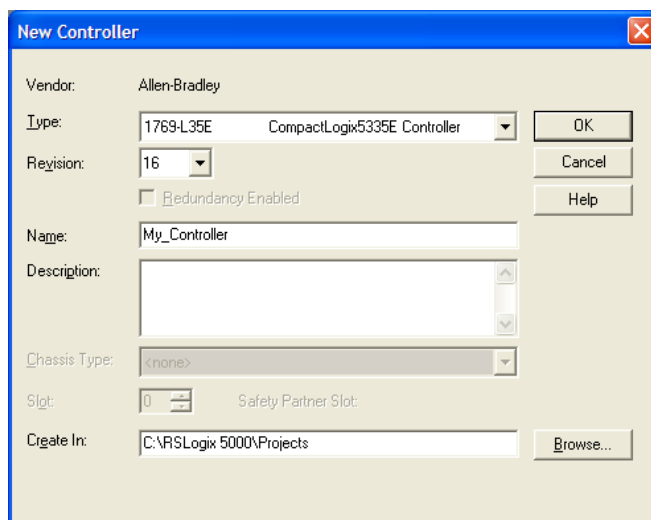 New Controller
Vendor: Allen-Bradley
Type: 1769-L35E CompactLogix5335E Controller
OK
Revision: 16
Cancel
Redundancy Enabled
Help
Name: My_Controller
Description:
Chassis Type: <none>
Slot: 0 Safety Partner Slot:
Create In: C:\RSLogix 5000\Projects
Browse...